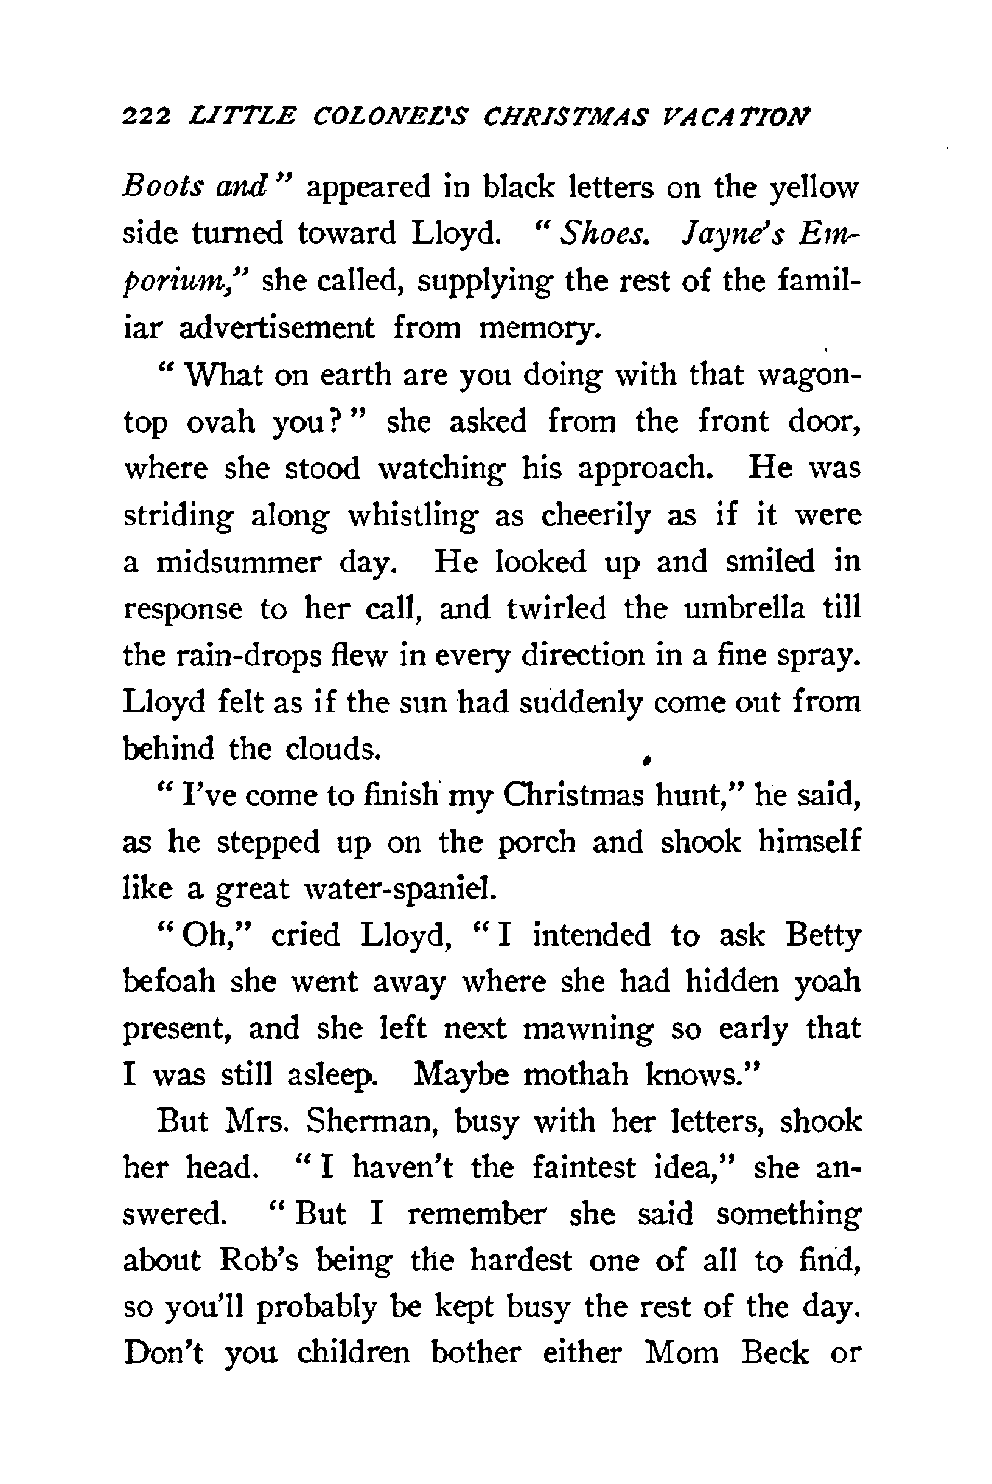 222 LITTLE COLONEL'S CHRISTMAS VACATION
Boots and" appeared in black letters on the yellow
side turned toward Lloyd. "Shoes. Jayne's Em-
porium," she called, supplying the rest of the famil-
iar advertisement from memory.
"What on earth are you doing with that wagon-
top ovah you?" she asked from the front door,
where she stood watching his approach. He was
striding along whistling as cheerily as if it were
a midsummer day. He looked up and smiled in
response to her call, and twirled the umbrella till
the rain-drops flew in every direction in a fine spray.
Lloyd felt as if the sun had suddenly come out from
behind the clouds.
"I've come to finish my Christmas hunt," he said,
as he stepped up on the porch and shook himself
like a great water-spaniel.
"Oh," cried Lloyd, "I intended to ask Betty
befoah she went away where she had hidden yoah
present, and she left next mawning so early that
I was still asleep. Maybe mothah knows."
But Mrs. Sherman, busy with her letters, shook
her head. "I haven't the faintest idea," she an-
swered. "But I remember she said something
about Rob's being the hardest one of all to find,
so you'll probably be kept busy the rest of the day.
Don't you children bother either Mom Beck or